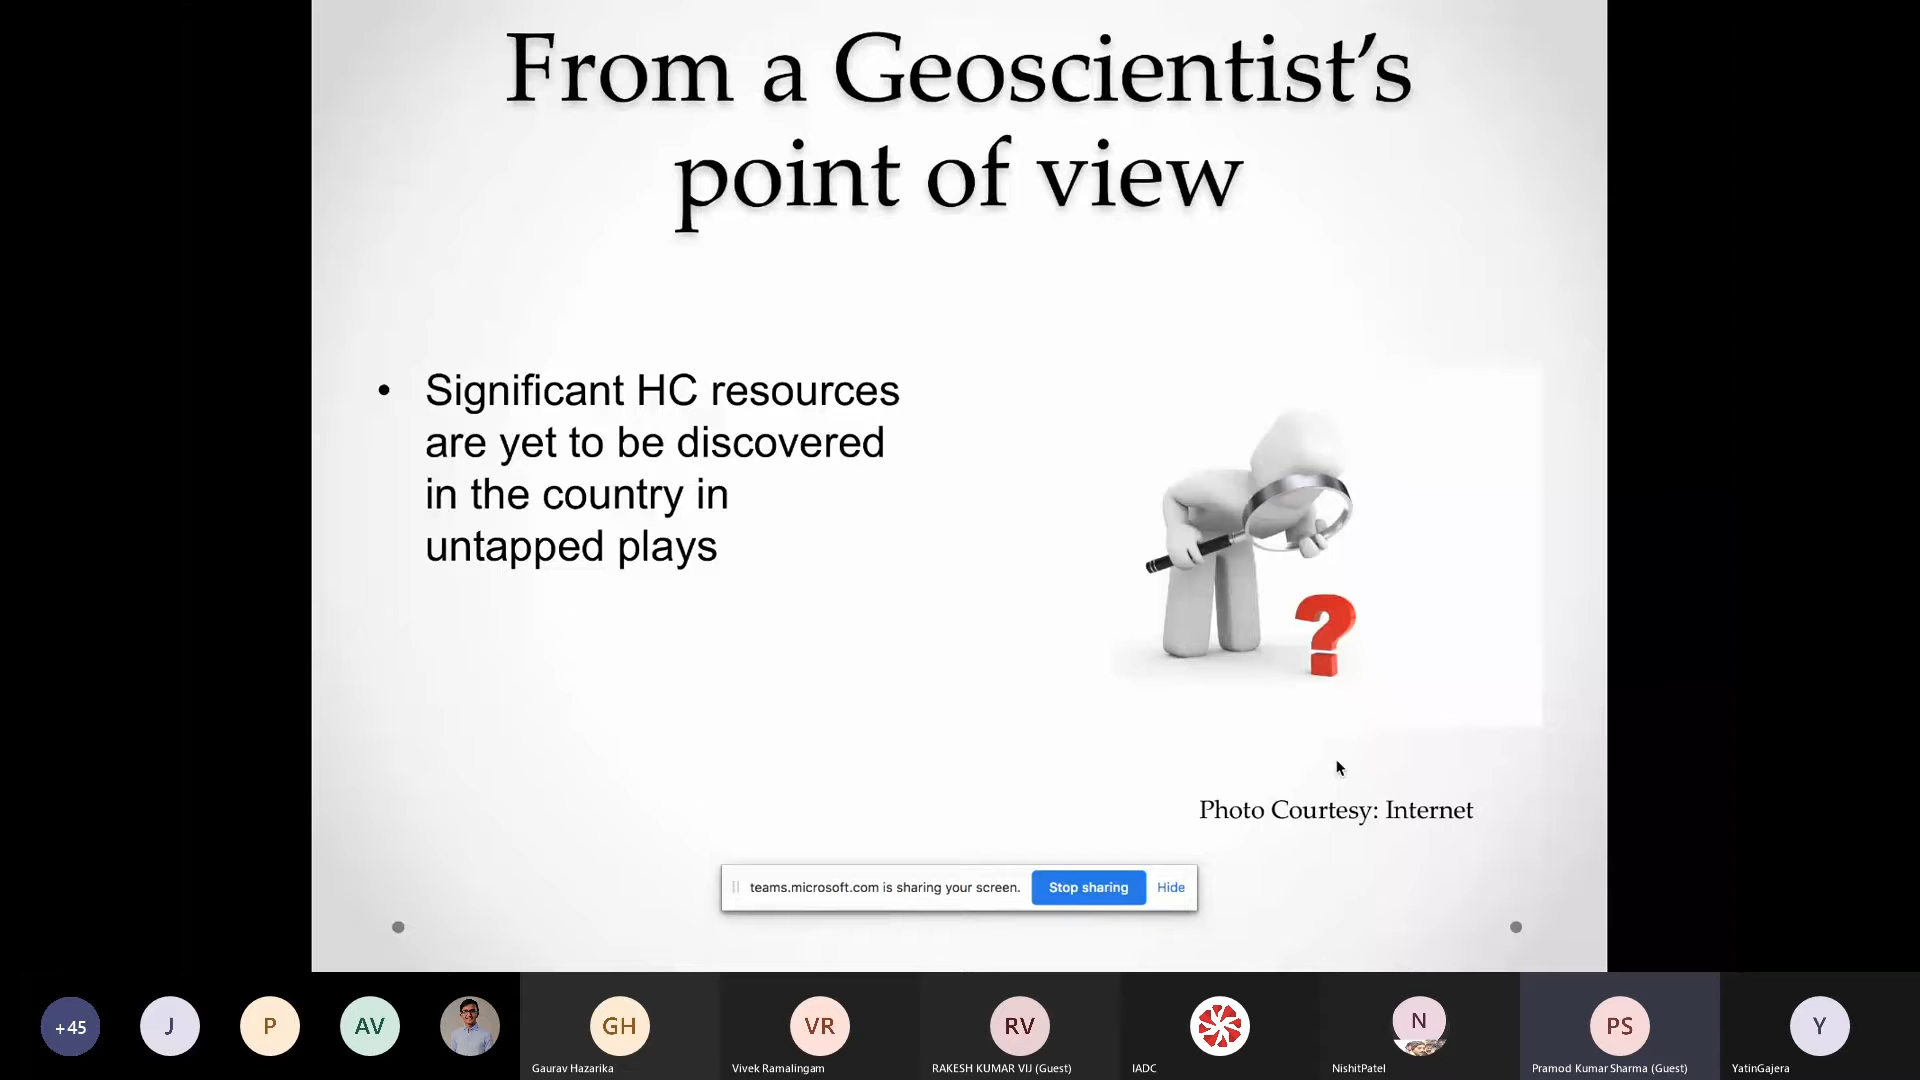 From a Geoscientist's
point of view
• Significant HC resources
are yet to be discovered
in the country in
untapped plays
?
Photo Courtesy: Internet
teams.microsoft.com is sharing your screen. Stop sharing Hide
+45 J P AV GH VR RV N PS Y
Gaurav Hazarika Vivek Ramalingam RAKESH KUMAR VIJ (Guest) IADC NishitPatel Pramod Kumar Sharma (Guest) YatinGajera